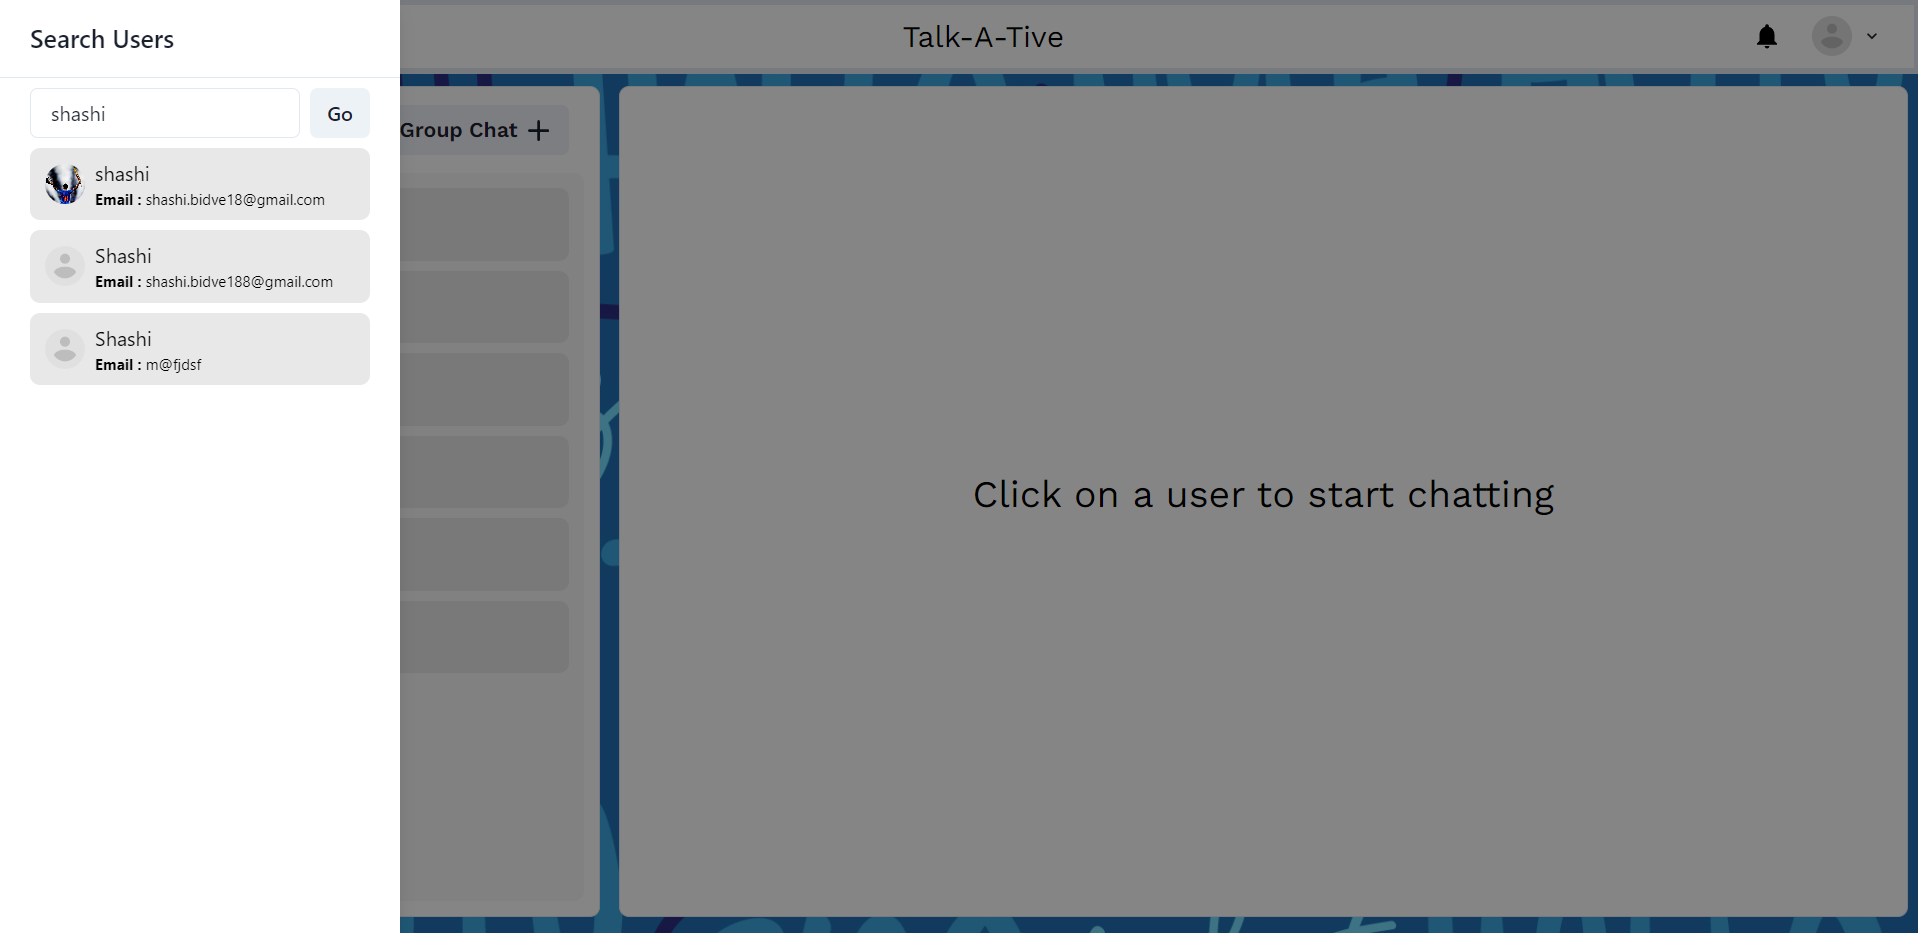 Search Users
shashi
Go
shashi
Email : shashi.bidve18@gmail.com
Shashi
Email : shashi.bidve188@gmail.com
Shashi
Email : m@fjdsf
Talk-A-Tive
Group Chat +
Click on a user to start chatting